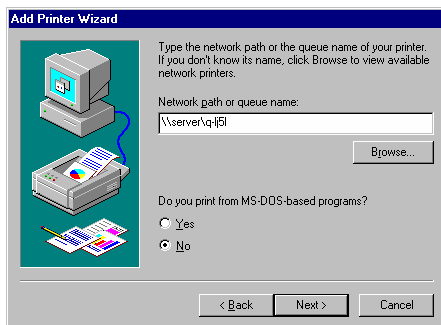 Add Printer Wizard
Type the network path or the queue name of your printer.
If you don't know its name, click Browse to view available
network printers.
Network path or queue name:
\\server\q-lj5l
Browse...
Do you print from MS-DOS-based programs?
Yes
No
< Back
Next >
Cancel